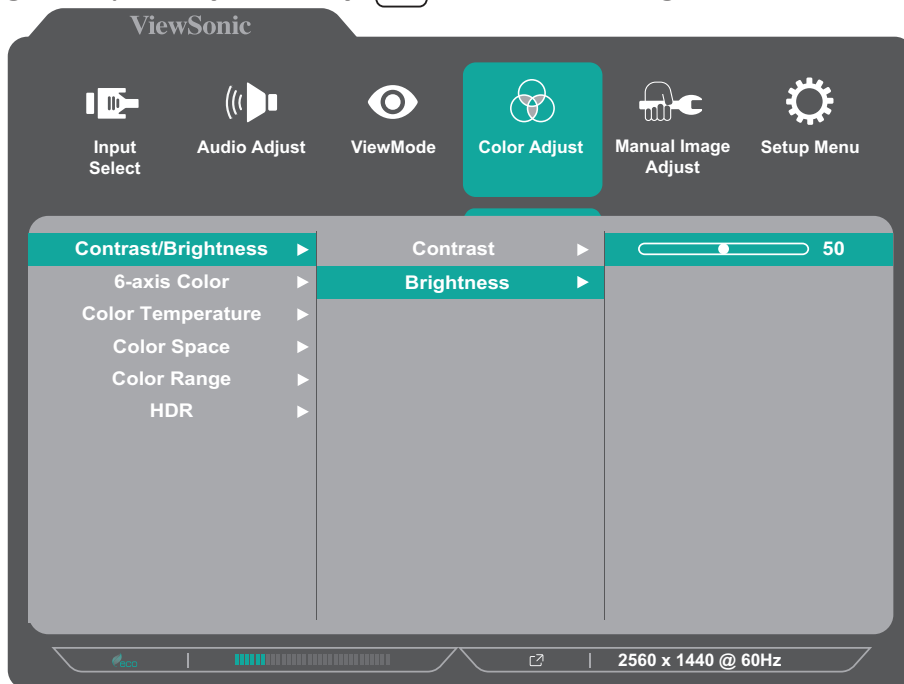 ViewSonic
Input Select
Audio Adjust
ViewMode
Color Adjust
Manual Image Adjust
Setup Menu
Contrast/Brightness
Contrast
50
6-axis Color
Brightness
Color Temperature
Color Space
Color Range
HDR
eco
2560 x 1440 @ 60Hz